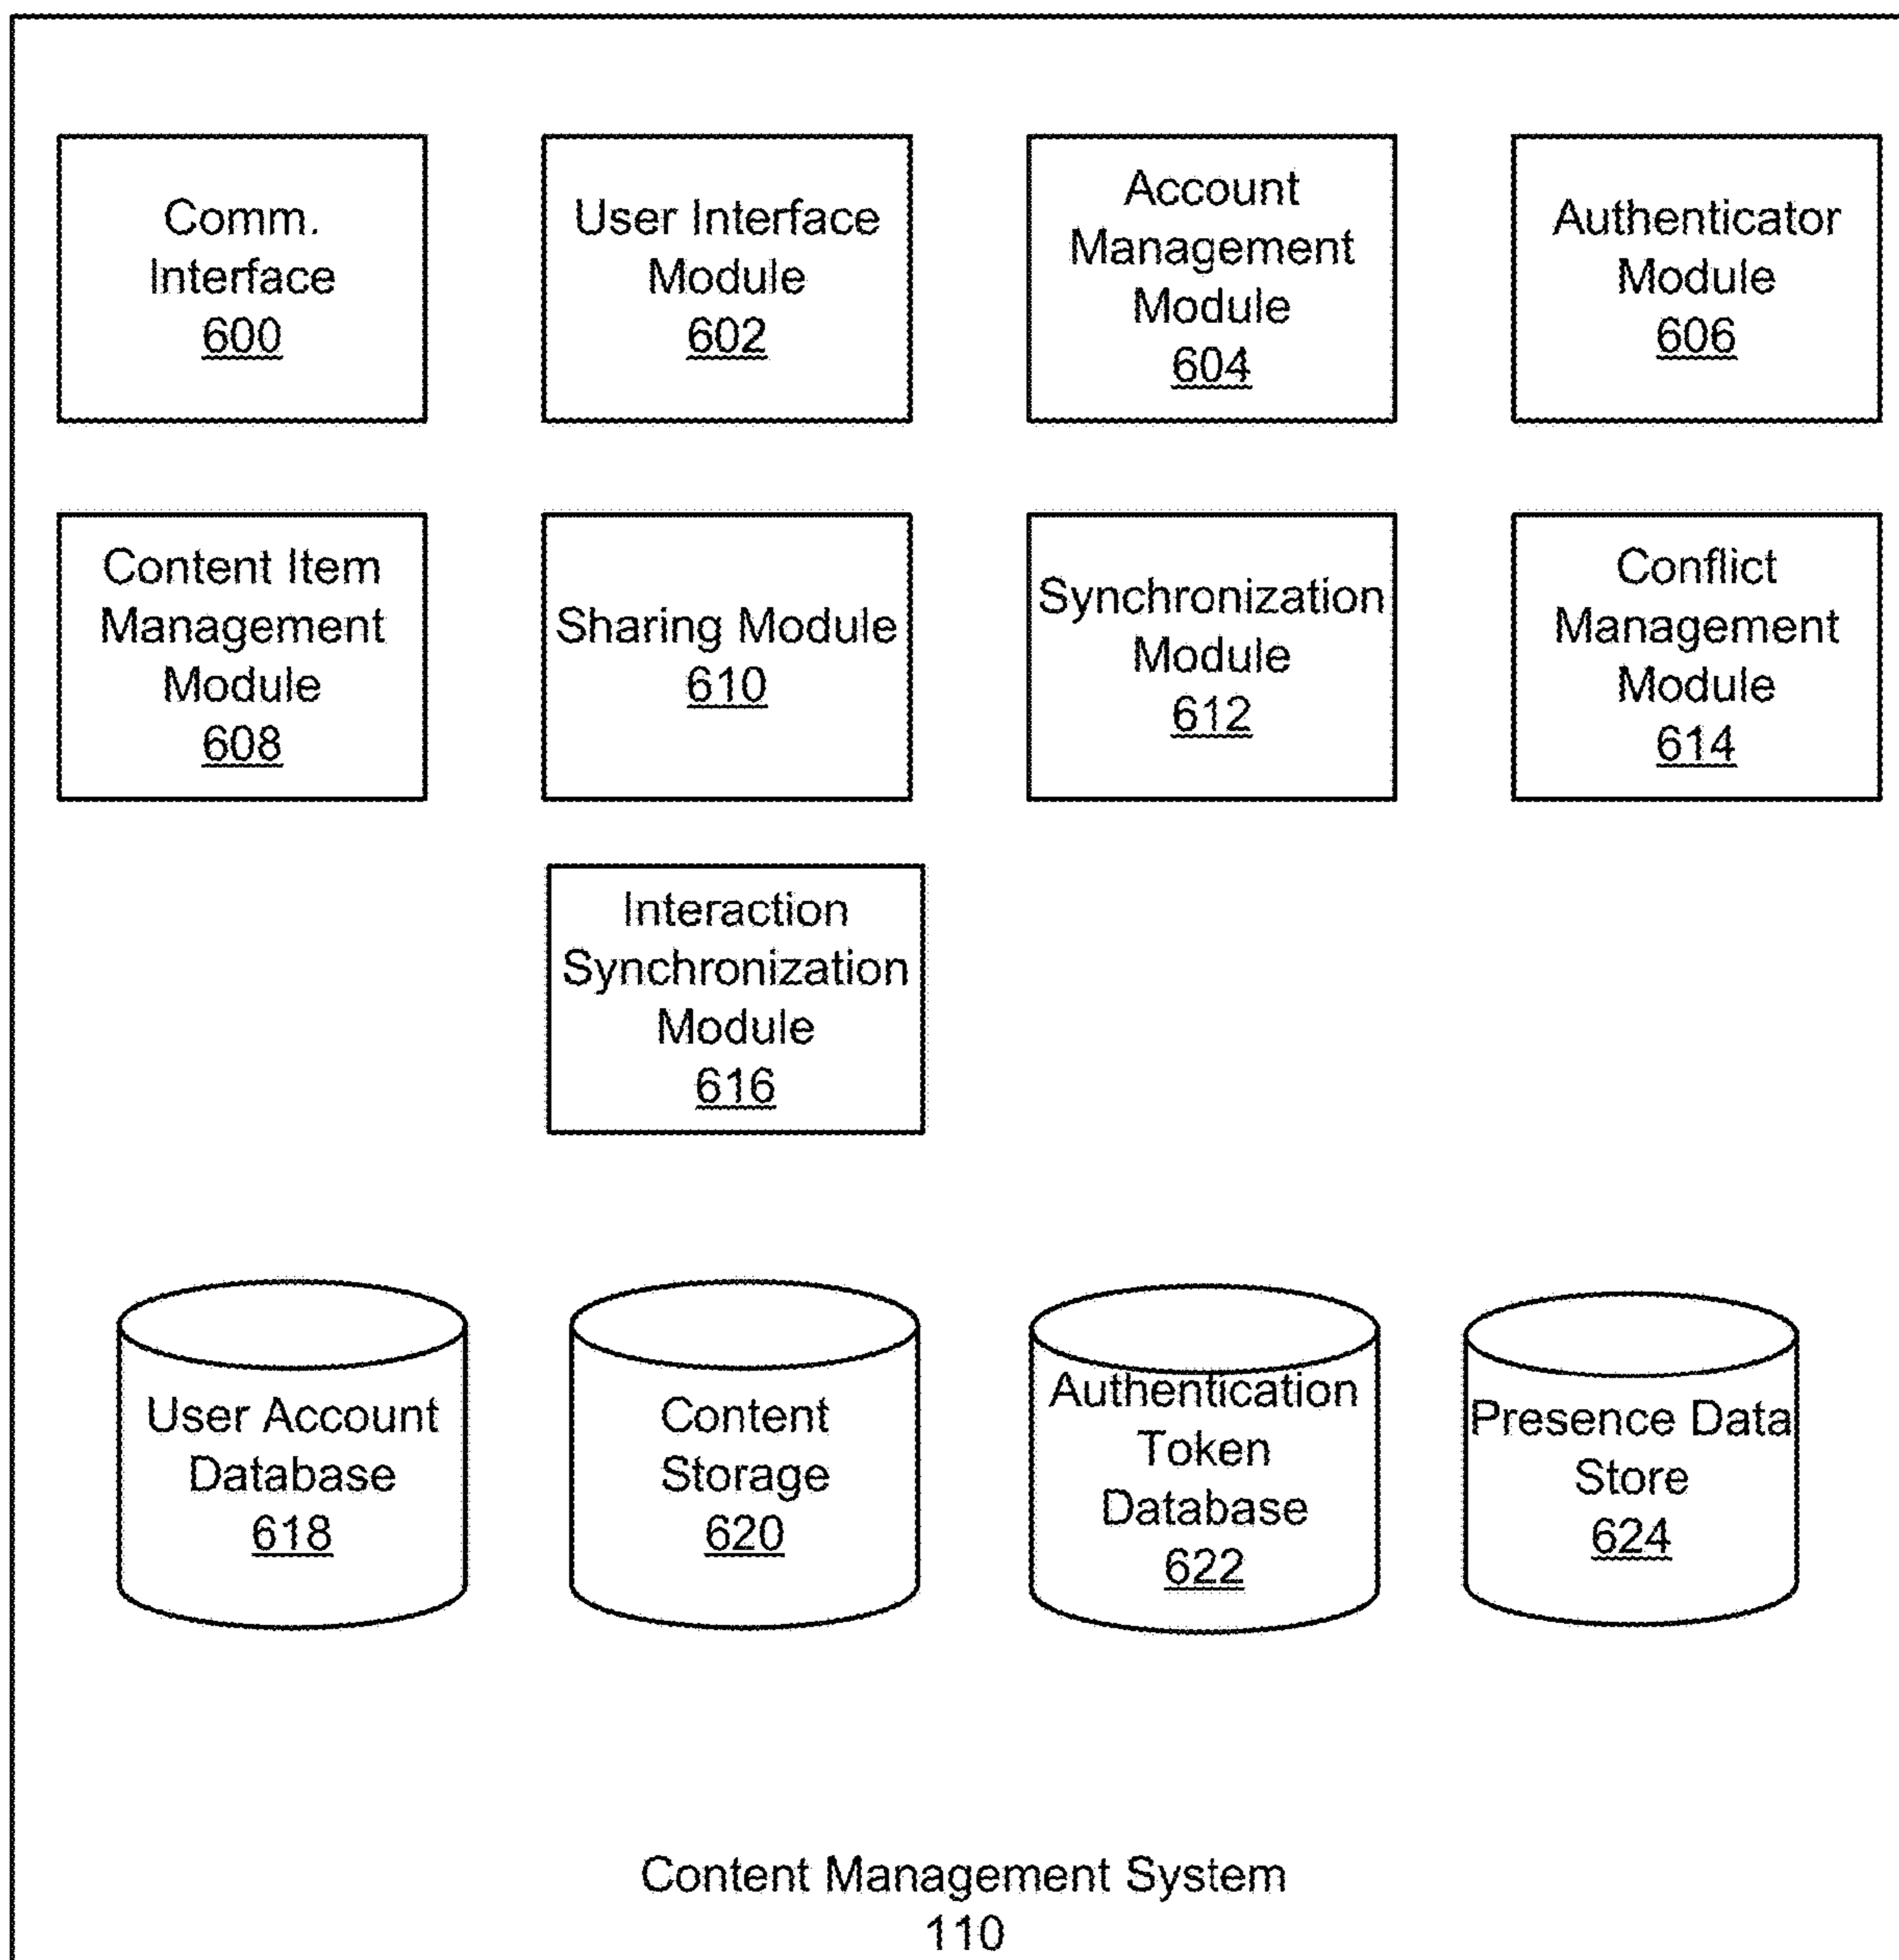 Comm.
Interface
600
User Interface
Module
602
Account
Management
Module
604
Authenticator
Module
606
Content Item
Management
Module
608
Sharing Module
610
Synchronization
Module
612
Conflict
Management
Module
614
Interaction
Synchronization
Module
616
User Account
Database
618
Content
Storage
620
Authentication
Token
Database
622
Presence Data
Store
624
Content Management System
110